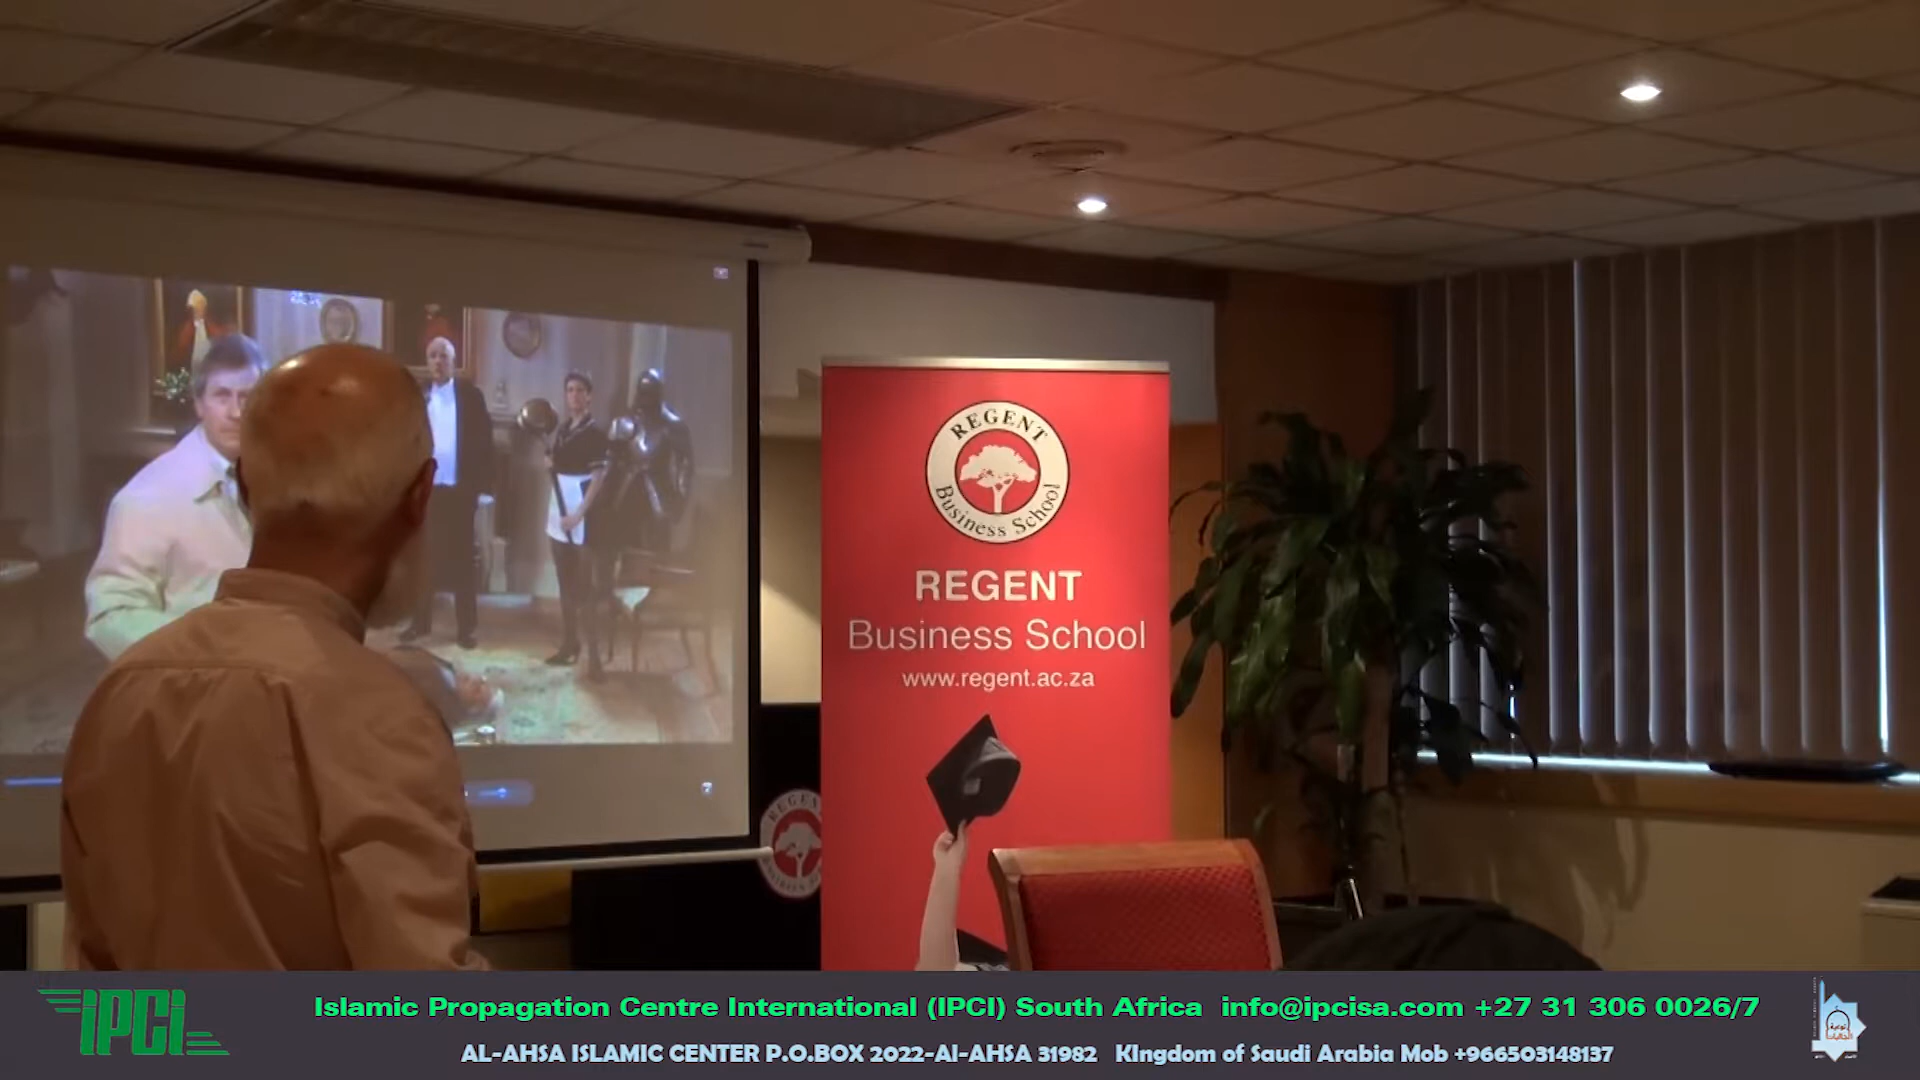 REGENT
Business School
REGENT
Business School
www.regent.ac.za
REGENT
IPCI
Islamic Propagation Centre International (IPCI) South Africa info@ipcisa.com +27 31 306 0026/7
AL-AHSA ISLAMIC CENTER P.O.BOX 2022-Al-AHSA 31982 KIngdom of Saudi Arabia Mob +966503148137